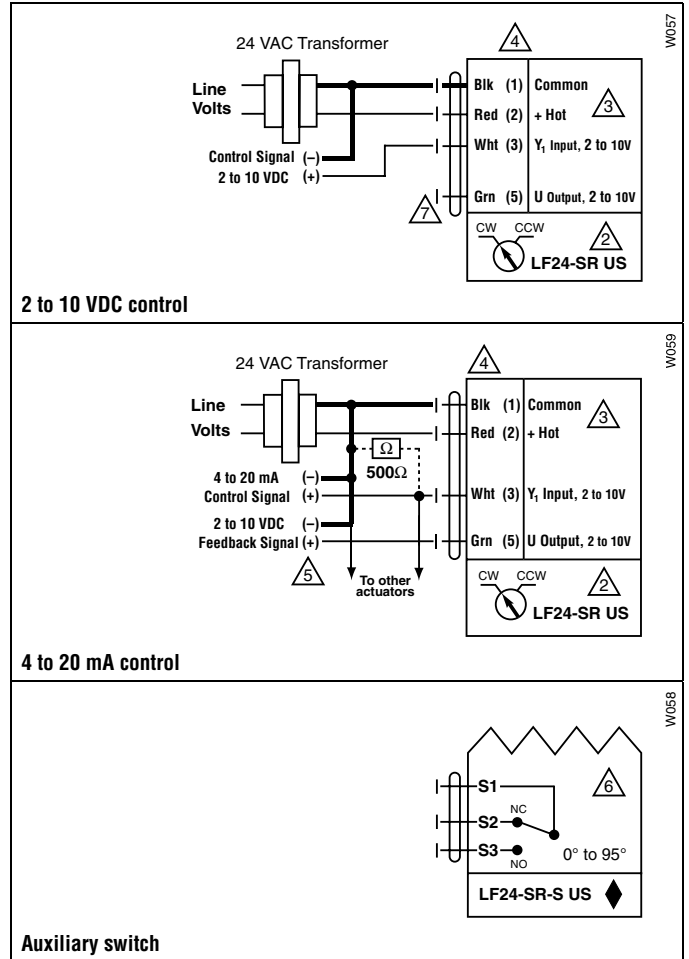 W057
24 VAC Transformer
4
Line
Volts
Blk (1) Common
3
Red (2) + Hot
Control Signal (–)
2 to 10 VDC (+)
Wht (3) Y1 Input, 2 to 10V
7
Grn (5) U Output, 2 to 10V
CW CCW
2
LF24-SR US
2 to 10 VDC control
W059
24 VAC Transformer
4
Line
Volts
Blk (1) Common
3
Red (2) + Hot
Ω
500Ω
4 to 20 mA (–)
Control Signal (+)
Wht (3) Y1 Input, 2 to 10V
2 to 10 VDC (–)
Feedback Signal (+)
Grn (5) U Output, 2 to 10V
5
To other
actuators
CW CCW
2
LF24-SR US
4 to 20 mA control
W058
S1
6
NC
S2
S3
NO
0° to 95°
LF24-SR-S US
Auxiliary switch